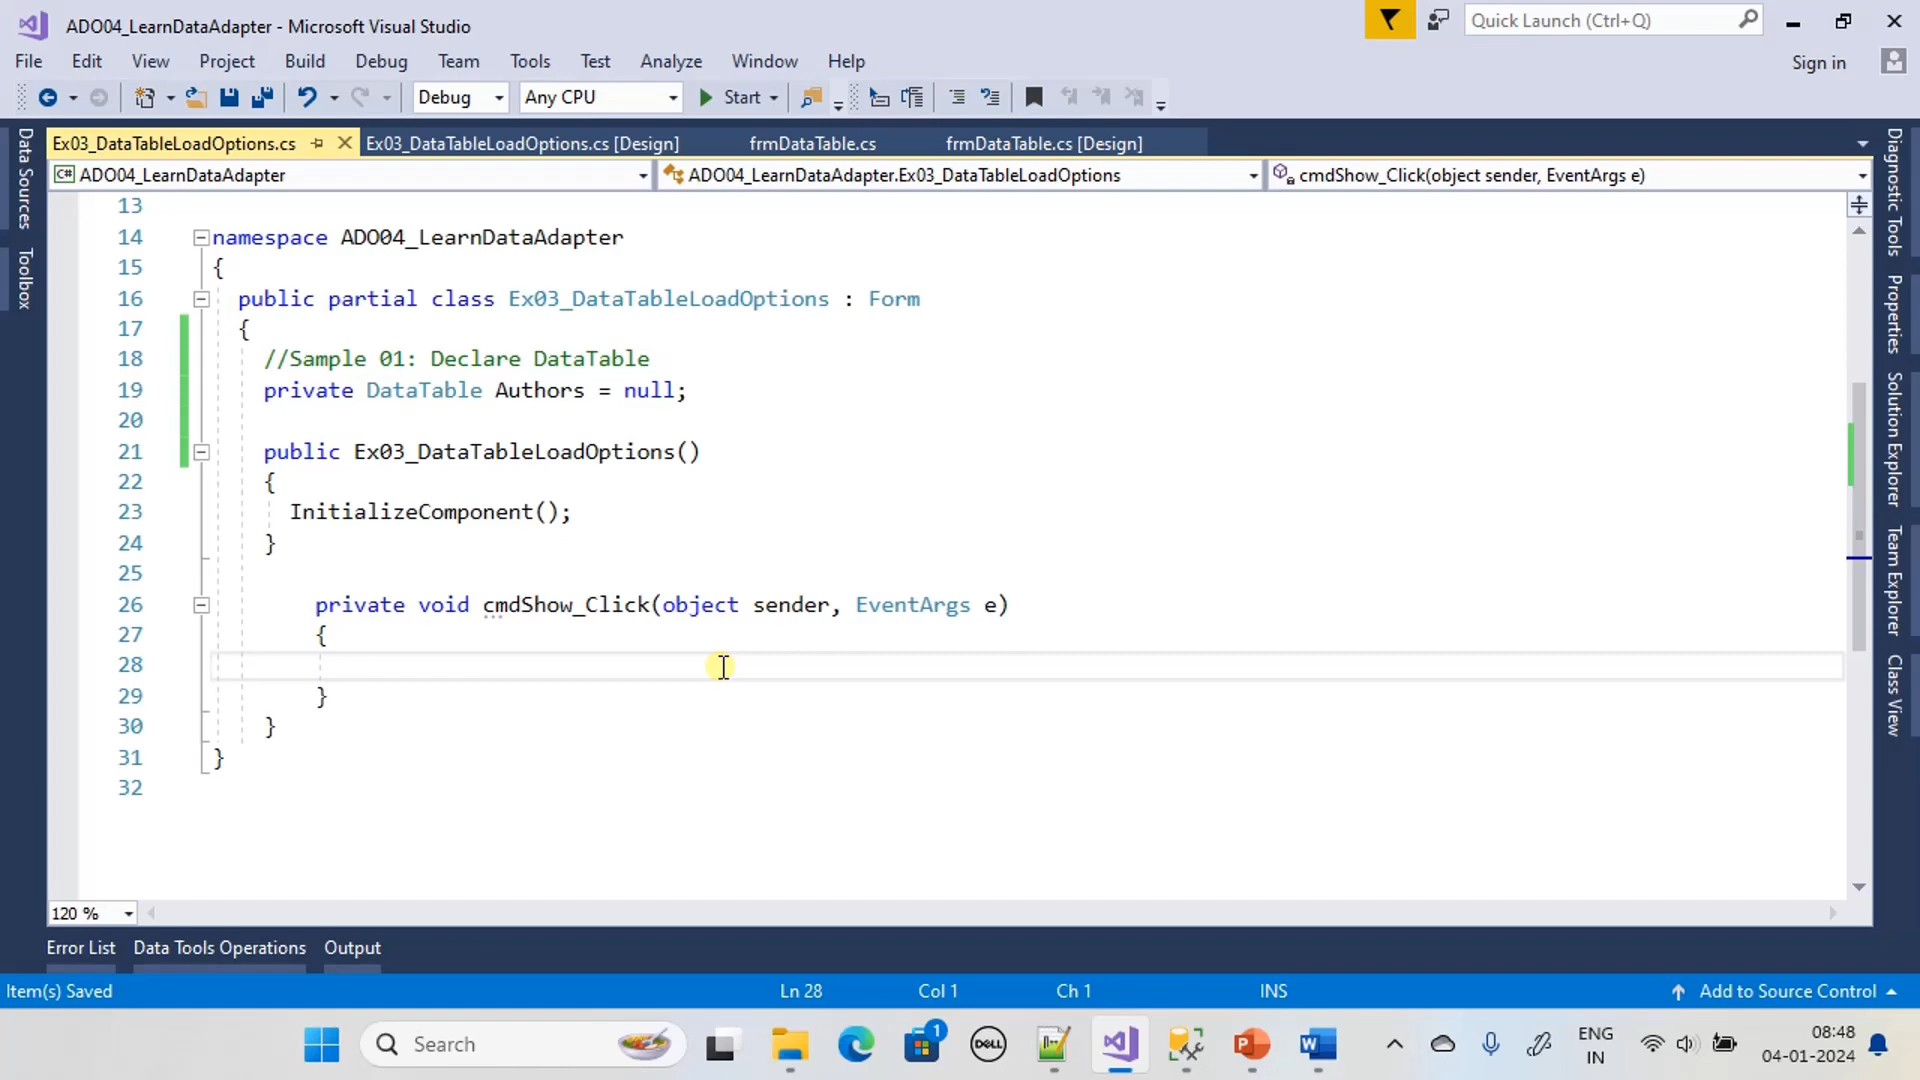 ADO04_LearnDataAdapter - Microsoft Visual Studio
Quick Launch (Ctrl+Q)
File Edit View Project Build Debug Team Tools Test Analyze Window Help
Sign in
Debug Any CPU Start
Ex03_DataTableLoadOptions.cs Ex03_DataTableLoadOptions.cs [Design] frmDataTable.cs frmDataTable.cs [Design]
C# ADO04_LearnDataAdapter ADO04_LearnDataAdapter.Ex03_DataTableLoadOptions cmdShow_Click(object sender, EventArgs e)
Data Sources
Toolbox
13
14 namespace ADO04_LearnDataAdapter
15 {
16 public partial class Ex03_DataTableLoadOptions : Form
17 {
18 //Sample 01: Declare DataTable
19 private DataTable Authors = null;
20
21 public Ex03_DataTableLoadOptions()
22 {
23 InitializeComponent();
24 }
25
26 private void cmdShow_Click(object sender, EventArgs e)
27 {
28
29 }
30 }
31 }
32
Diagnostic Tools
Properties
Solution Explorer
Team Explorer
Class View
120 %
Error List Data Tools Operations Output
Item(s) Saved Ln 28 Col 1 Ch 1 INS Add to Source Control
Search
1
DELL
ENG
IN
08:48
04-01-2024